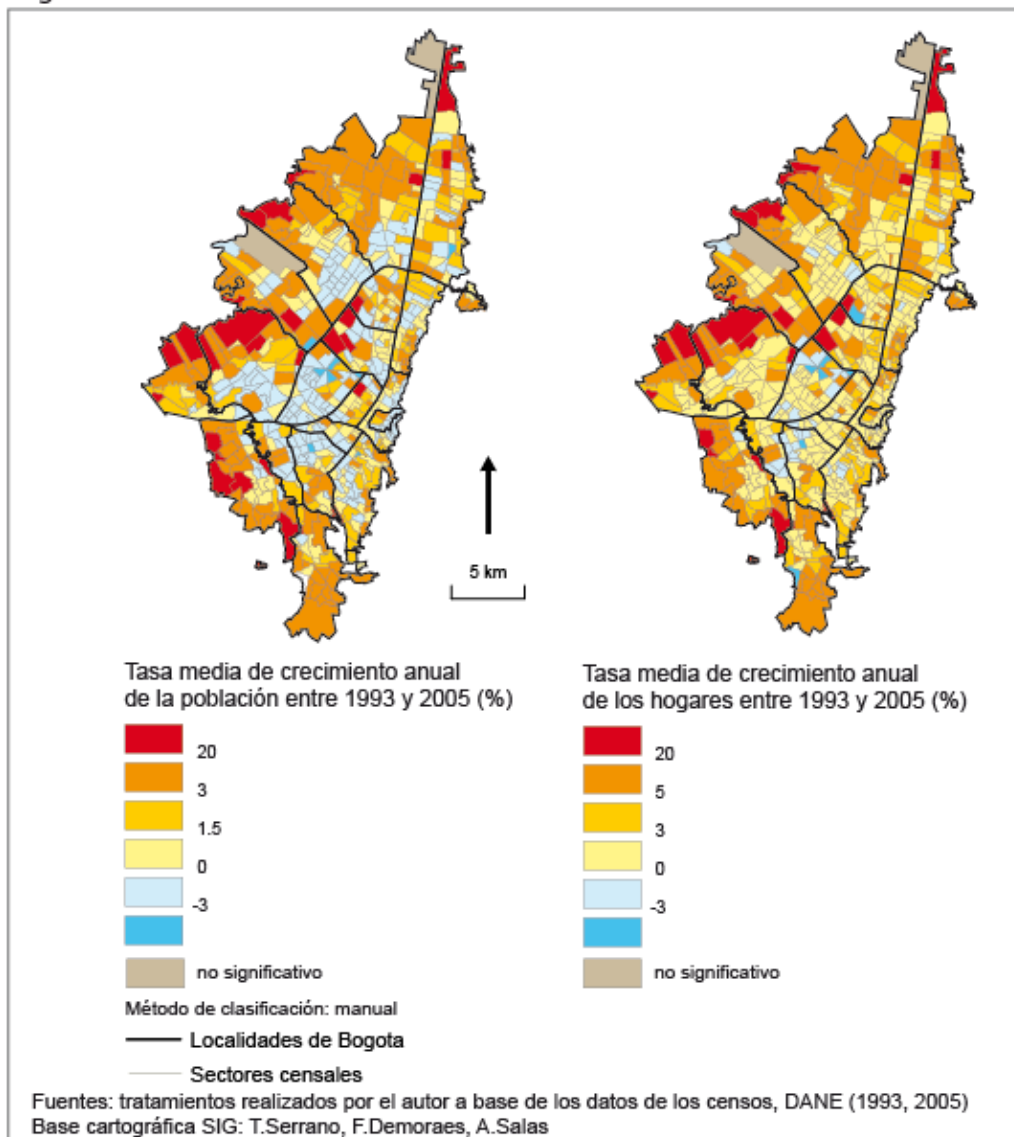 5 km
Tasa media de crecimiento anual
de la población entre 1993 y 2005 (%)
20
3
1.5
0
-3
no significativo
Método de clasificación: manual
Localidades de Bogota
Sectores censales
Tasa media de crecimiento anual
de los hogares entre 1993 y 2005 (%)
20
5
3
0
-3
no significativo
Fuentes: tratamientos realizados por el autor a base de los datos de los censos, DANE (1993, 2005)
Base cartográfica SIG: T.Serrano, F.Demoraes, A.Salas